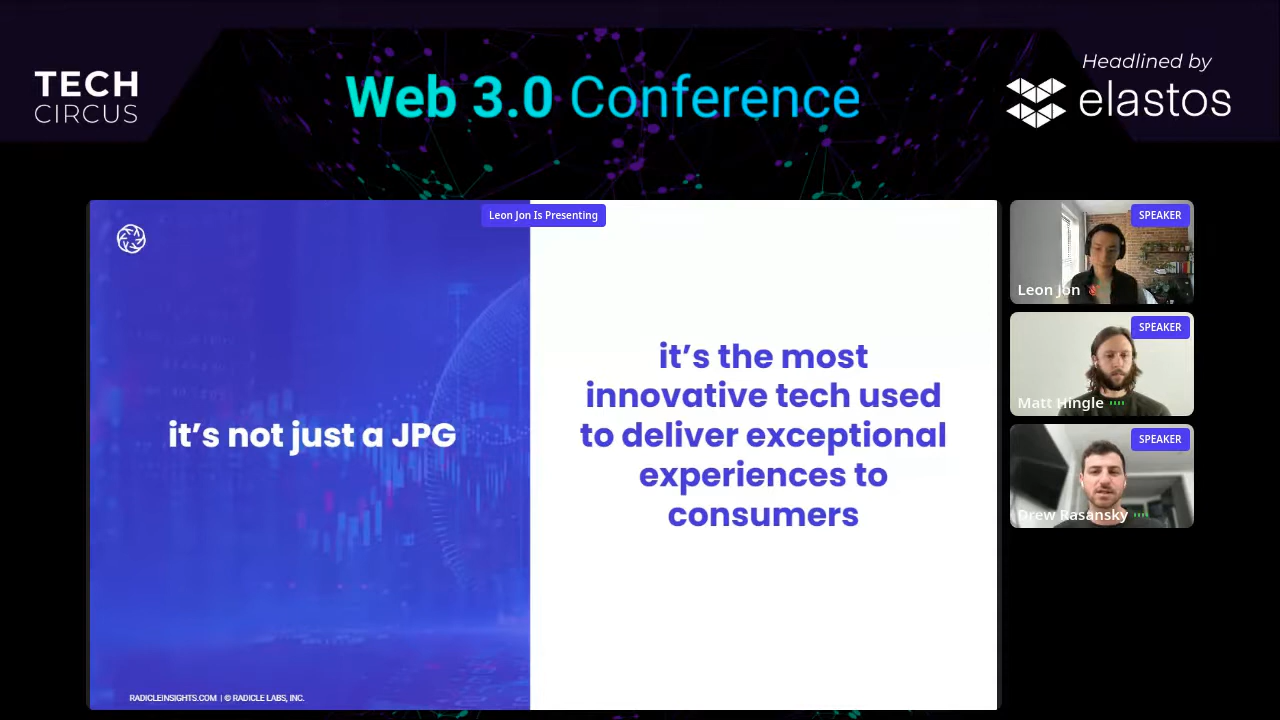 TECH
CIRCUS
Web 3.0 Conference
Headlined by
elastos
Leon Jon Is Presenting
it’s not just a JPG
it’s the most
innovative tech used
to deliver exceptional
experiences to
consumers
RADICLEINSIGHTS.COM | © RADICLE LABS, INC.
SPEAKER
Leon Jon
SPEAKER
Matt Hingle
SPEAKER
Drew Rasansky